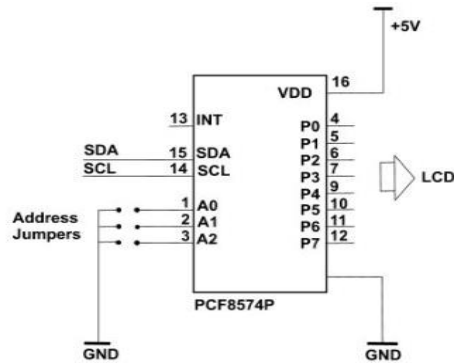 +5V
16
VDD
13 INT
P0 4
P1 5
SDA 15 SDA
P2 6
SCL 14 SCL
P3 7
P4 9
LCD
1 A0
P5 10
Address
Jumpers
2 A1
P6 11
3 A2
P7 12
PCF8574P
GND
GND